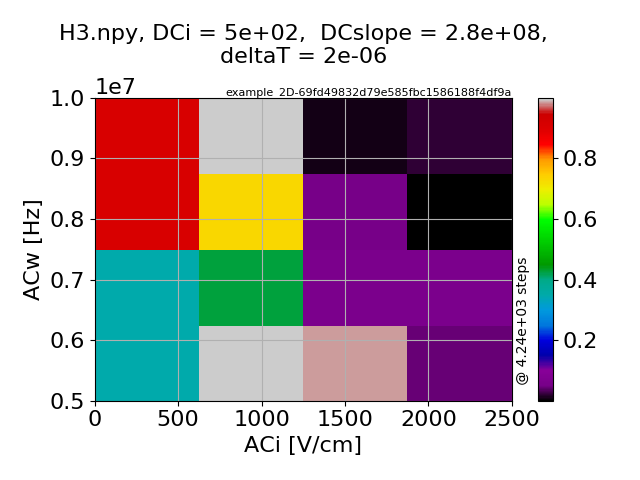 H3.npy, DCi = 5e+02,  DCslope = 2.8e+08,
deltaT = 2e-06
1e7
example_2D-69fd49832d79e585fbc1586188f4df9a
1.0
0.9
0.8
0.7
0.6
0.5
ACw [Hz]
0
500
1000
1500
2000
2500
ACi [V/cm]
@ 4.24e+03 steps
0.8
0.6
0.4
0.2